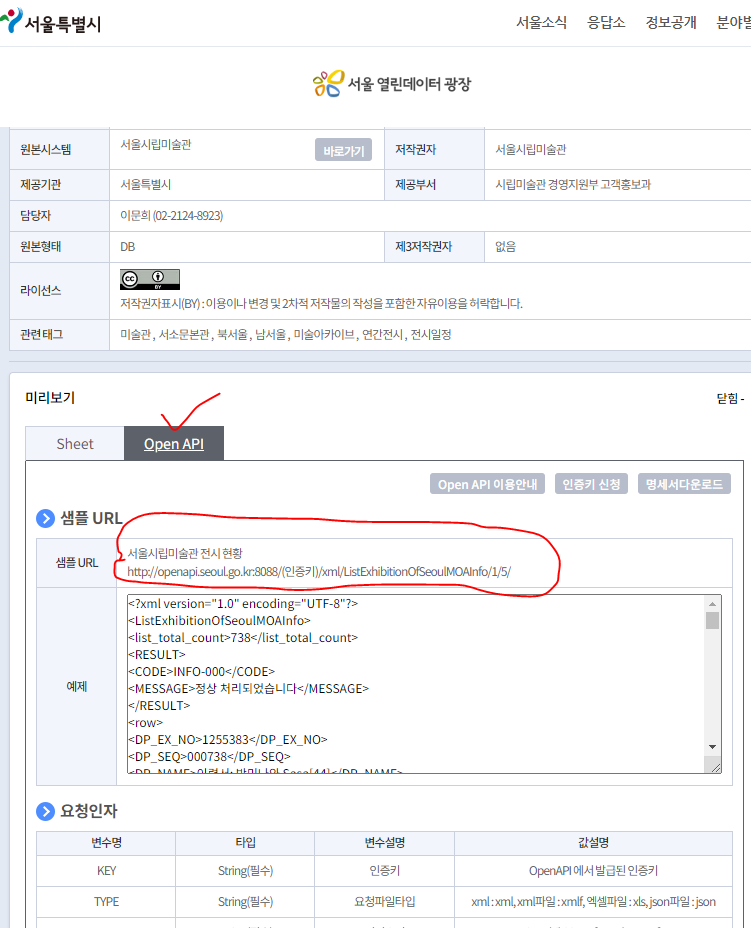 서울특별시
서울소식 응답소 정보공개 분야별
서울 열린데이터 광장
원본시스템 서울시립미술관 바로가기 저작권자 서울시립미술관
제공기관 서울특별시 제공부서 시립미술관 경영지원부 고객홍보과
담당자 이문희 (02-2124-8923)
원본형태 DB 제3저작권자 없음
라이선스
cc BY
저작권자표시(BY) : 이용이나 변경 및 2차적 저작물의 작성을 포함한 자유이용을 허락합니다.
관련 태그 미술관 , 서소문본관 , 북서울 , 남서울 , 미술아카이브 , 연간전시 , 전시일정
미리보기 닫힘 -
Sheet Open API
Open API 이용안내 인증키 신청 명세서다운로드
샘플 URL
샘플 URL
서울시립미술관 전시 현황
http://openapi.seoul.go.kr:8088/(인증키)/xml/ListExhibitionOfSeoulMOAInfo/1/5/
예제
<?xml version="1.0" encoding="UTF-8"?>
<ListExhibitionOfSeoulMOAInfo>
<list_total_count>738</list_total_count>
<RESULT>
<CODE>INFO-000</CODE>
<MESSAGE>정상 처리되었습니다</MESSAGE>
</RESULT>
<row>
<DP_EX_NO>1255383</DP_EX_NO>
<DP_SEQ>000738</DP_SEQ>
요청인자
변수명 타입 변수설명 값설명
KEY String(필수) 인증키 OpenAPI 에서 발급된 인증키
TYPE String(필수) 요청파일타입 xml : xml, xml파일 : xmlf, 엑셀파일 : xls, json파일 : json